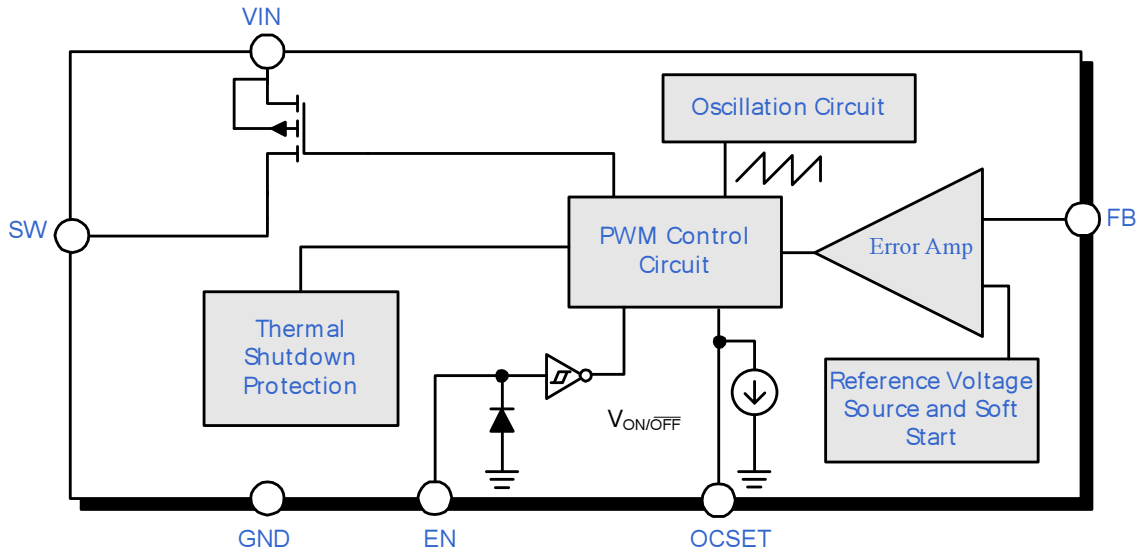 VIN
Oscillation Circuit
SW
FB
PWM Control
Circuit
Error Amp
Thermal
Shutdown
Protection
Reference Voltage
Source and Soft
Start
VON/O̅F̅F̅
GND
EN
OCSET